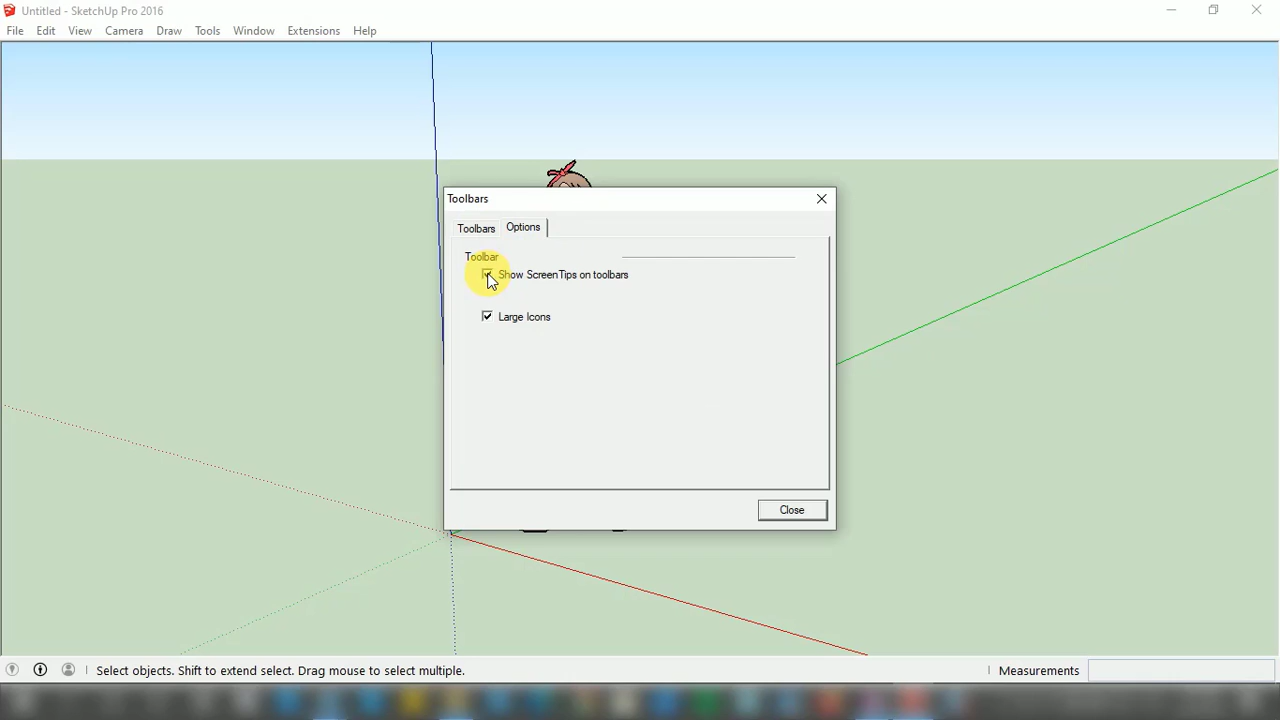 Untitled - SketchUp Pro 2016
File Edit View Camera Draw Tools Window Extensions Help
Toolbars
Toolbars Options
Toolbar
Show ScreenTips on toolbars
Large Icons
Close
Select objects. Shift to extend select. Drag mouse to select multiple.
Measurements